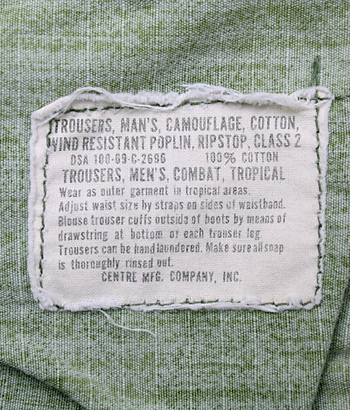 TROUSERS, MAN'S, CAMOUFLAGE, COTTON,
WIND RESISTANT POPLIN, RIPSTOP, CLASS 2
DSA 100-69-C-2696 100% COTTON
TROUSERS, MEN'S, COMBAT, TROPICAL
Wear as outer garment in tropical areas.
Adjust waist size by straps on sides of waistband.
Blouse trouser cuffs outside of boots by means of
drawstring at bottom of each trouser leg.
Trousers can be hand laundered. Make sure all soap
is thoroughly rinsed out.
CENTRE MFG. COMPANY, INC.